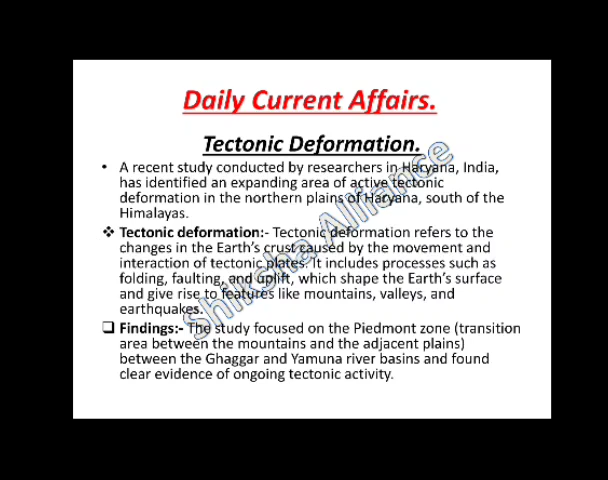 Daily Current Affairs.
Tectonic Deformation.
• A recent study conducted by researchers in Haryana, India,
has identified an expanding area of active tectonic
deformation in the northern plains of Haryana, south of the
Himalayas.
❖ Tectonic deformation:- Tectonic deformation refers to the
changes in the Earth's crust caused by the movement and
interaction of tectonic plates. It includes processes such as
folding, faulting, and uplift, which shape the Earth's surface
and give rise to features like mountains, valleys, and
earthquakes.
❑ Findings:- The study focused on the Piedmont zone (transition
area between the mountains and the adjacent plains)
between the Ghaggar and Yamuna river basins and found
clear evidence of ongoing tectonic activity.
Shiksha Alliance